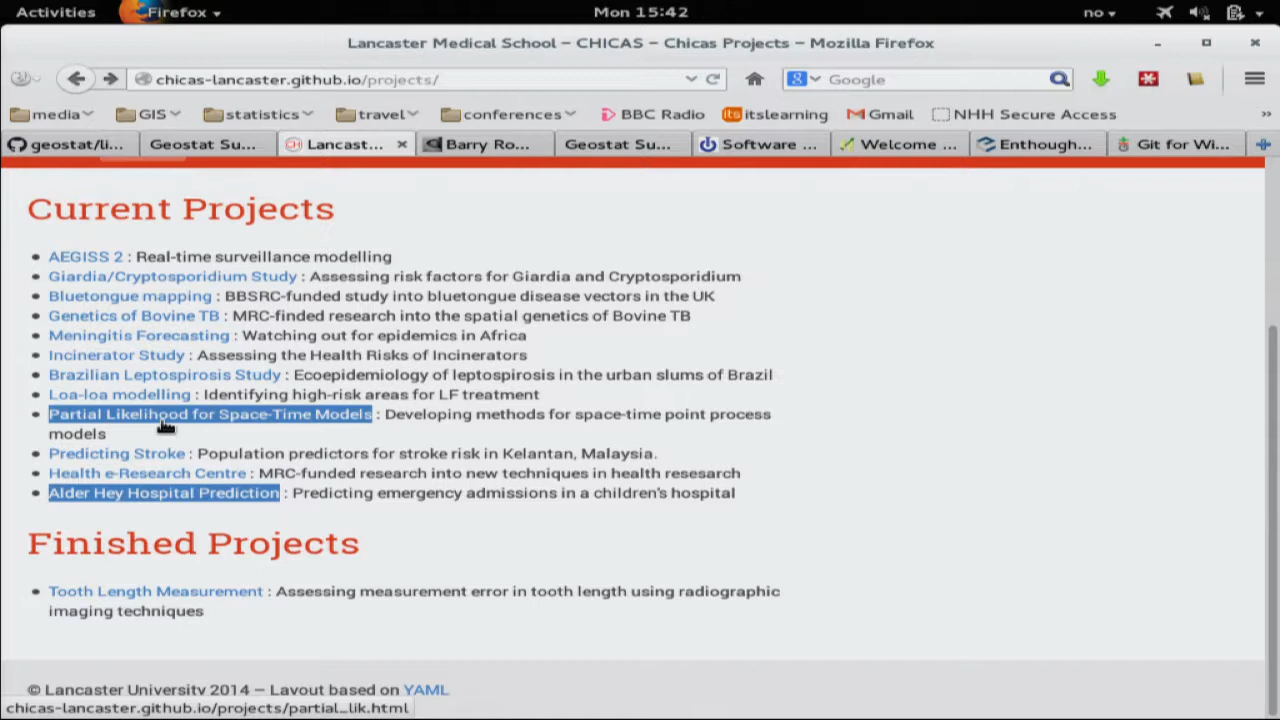 Activities Firefox Mon 15:42 no
Lancaster Medical School – CHICAS – Chicas Projects – Mozilla Firefox
chicas-lancaster.github.io/projects/ Google
media GIS statistics travel conferences BBC Radio its itslearning Gmail NHH Secure Access »
geostat/li... Geostat Su... Lancast... Barry Ro... Geostat Su... Software ... Welcome ... Enthough... Git for Wi...
Current Projects
AEGISS 2 : Real-time surveillance modelling
Giardia/Cryptosporidium Study : Assessing risk factors for Giardia and Cryptosporidium
Bluetongue mapping : BBSRC-funded study into bluetongue disease vectors in the UK
Genetics of Bovine TB : MRC-finded research into the spatial genetics of Bovine TB
Meningitis Forecasting : Watching out for epidemics in Africa
Incinerator Study : Assessing the Health Risks of Incinerators
Brazilian Leptospirosis Study : Ecoepidemiology of leptospirosis in the urban slums of Brazil
Loa-loa modelling : Identifying high-risk areas for LF treatment
Partial Likelihood for Space-Time Models : Developing methods for space-time point process
models
Predicting Stroke : Population predictors for stroke risk in Kelantan, Malaysia.
Health e-Research Centre : MRC-funded research into new techniques in health resesarch
Alder Hey Hospital Prediction : Predicting emergency admissions in a children's hospital
Finished Projects
Tooth Length Measurement : Assessing measurement error in tooth length using radiographic
imaging techniques
© Lancaster University 2014 – Layout based on YAML
chicas-lancaster.github.io/projects/partial_lik.html